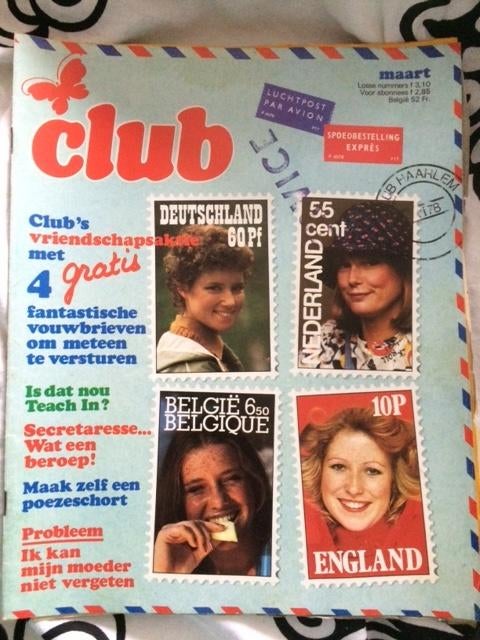 maart
Losse nummers f 3,10
Voor abonnees f 2,85
België 52 Fr.
club
LUCHTPOST
PAR AVION
SPOEDBESTELLING
EXPRÈS
VICE
HAARLEM
Club's
vriendschapsaktie
met
4 gratis
fantastische
vouwbrieven
om meteen
te versturen
DEUTSCHLAND
60 Pf
55
cent
NEDERLAND
Is dat nou
Teach In?
Secretaresse...
Wat een
beroep!
Maak zelf een
poezeschort
Probleem
Ik kan
mijn moeder
niet vergeten
BELGIË 650
BELGIQUE
10P
ENGLAND